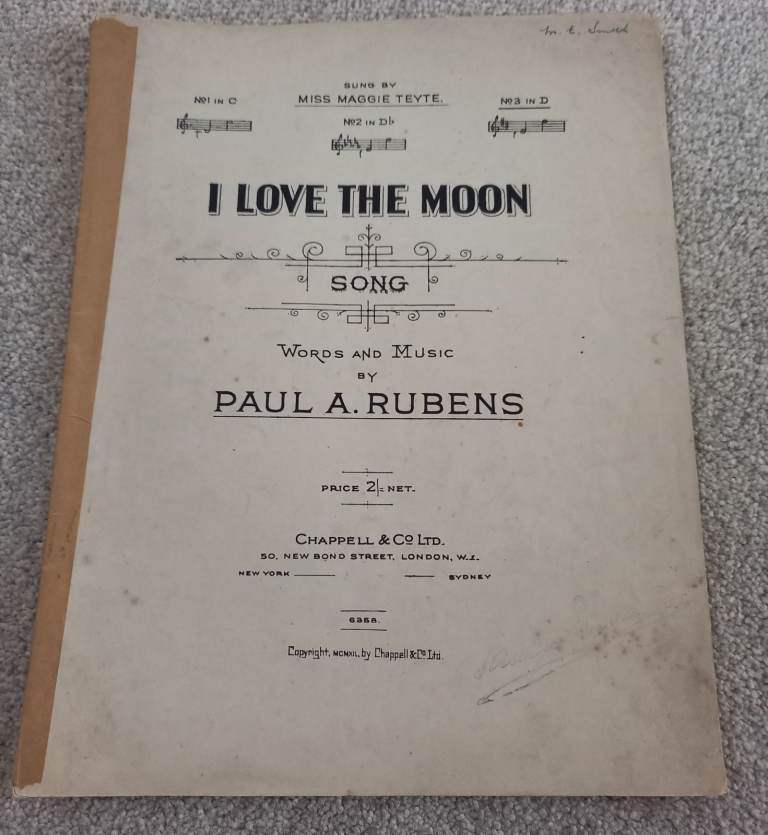 M. E. Smith
SUNG BY
MISS MAGGIE TEYTE.
No1 IN C
No2 IN D♭
No3 IN D
I LOVE THE MOON
SONG
WORDS AND MUSIC
BY
PAUL A. RUBENS
PRICE 2/= NET.
CHAPPELL & Co LTD.
50, NEW BOND STREET, LONDON, W.1.
NEW YORK SYDNEY
6358.
Copyright, MCMXII, by Chappell & Co Ltd.